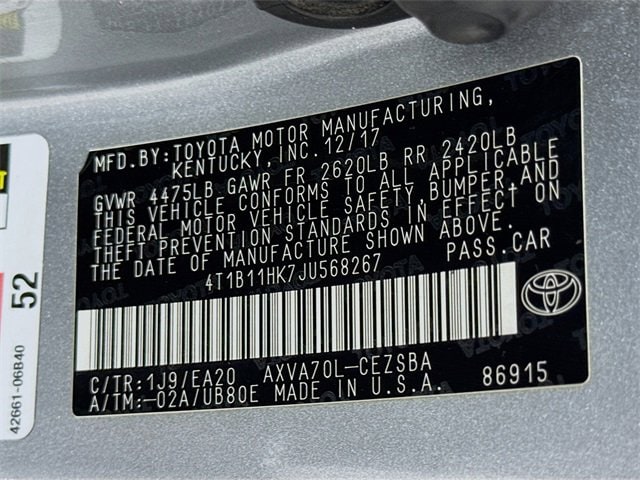 MFD.BY:TOYOTA MOTOR MANUFACTURING,
KENTUCKY, INC. 12/17
GVWR 4475LB GAWR FR 2620LB RR 2420LB
THIS VEHICLE CONFORMS TO ALL APPLICABLE
FEDERAL MOTOR VEHICLE SAFETY,BUMPER,AND
THEFT PREVENTION STANDARDS IN EFFECT ON
THE DATE OF MANUFACTURE SHOWN ABOVE.
4T1B11HK7JU568267 PASS.CAR
C/TR:1J9/EA20 AXVA70L-CEZSBA
A/TM:-02A/UB80E MADE IN U.S.A. 86915
52
42661-06B40